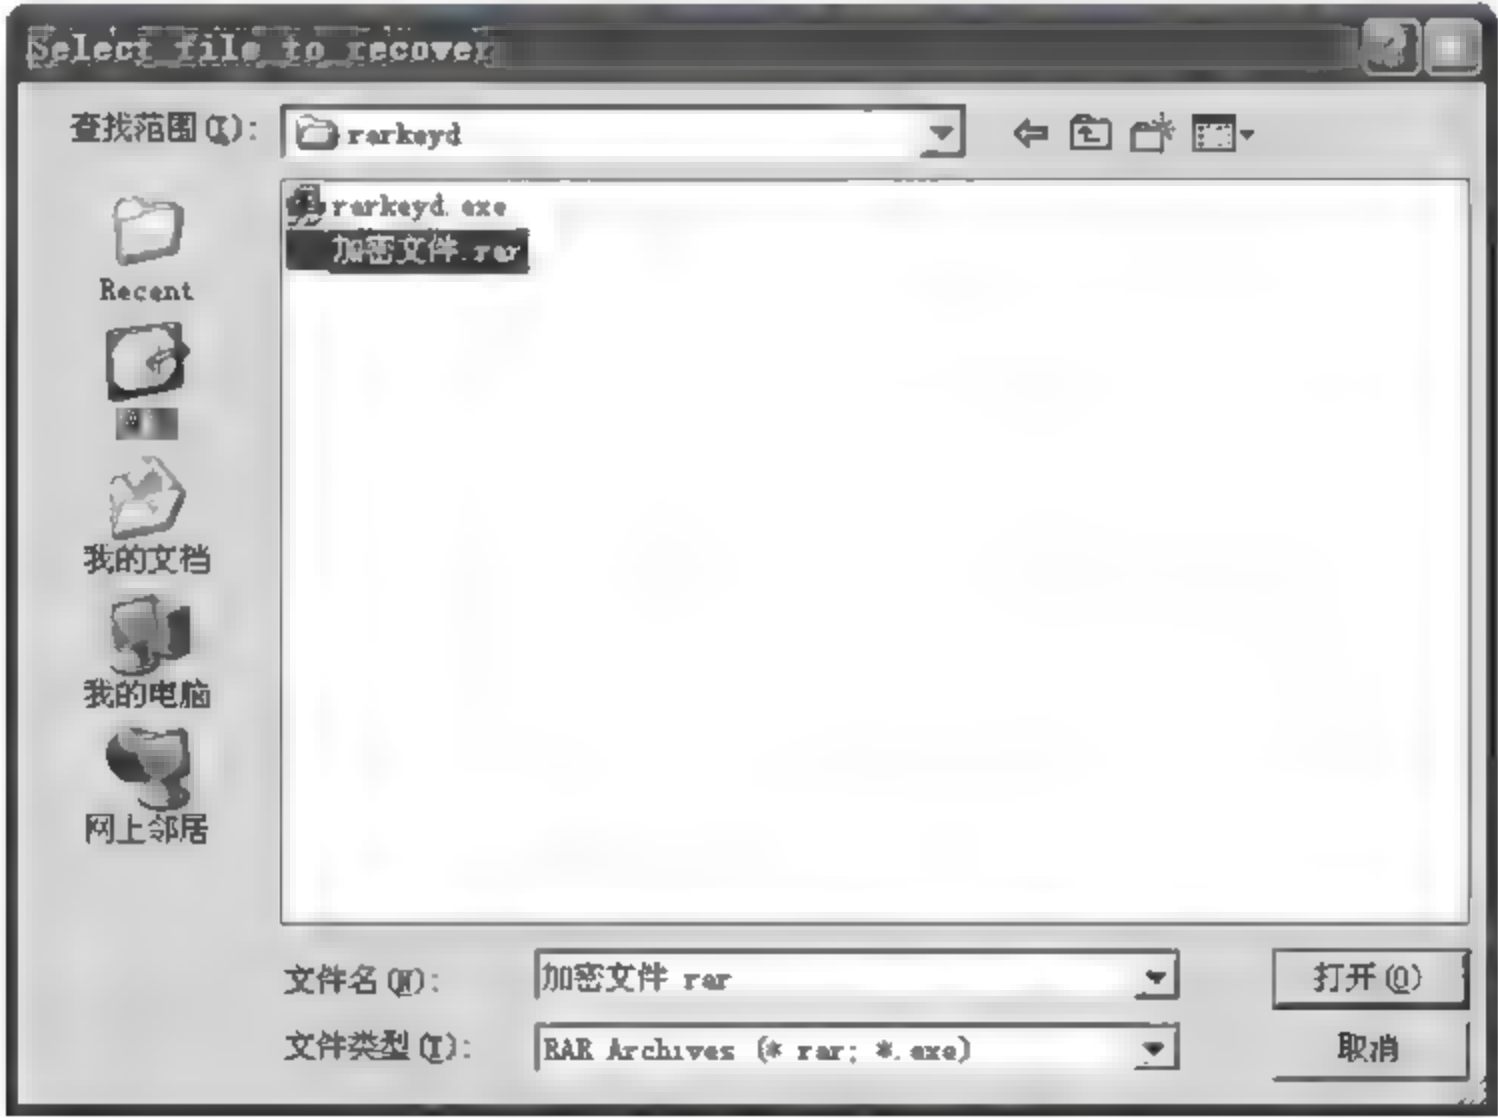 Select file to recover
查找范围(I):
rarkeyd
rarkeyd.exe
加密文件.rar
Recent
我的文档
我的电脑
网上邻居
文件名(N):
加密文件 rar
打开(O)
文件类型(T):
RAR Archives (* rar; *.exe)
取消